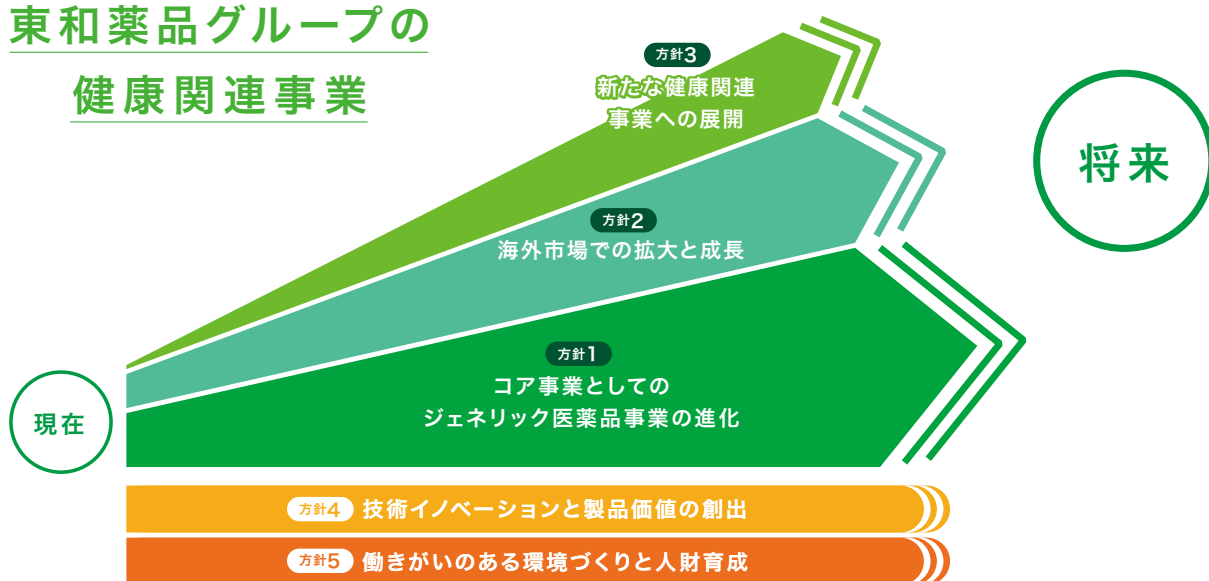 東和薬品グループの
健康関連事業
方針3
新たな健康関連
事業への展開
将来
方針2
海外市場での拡大と成長
方針1
コア事業としての
ジェネリック医薬品事業の進化
現在
方針4 技術イノベーションと製品価値の創出
方針5 働きがいのある環境づくりと人財育成